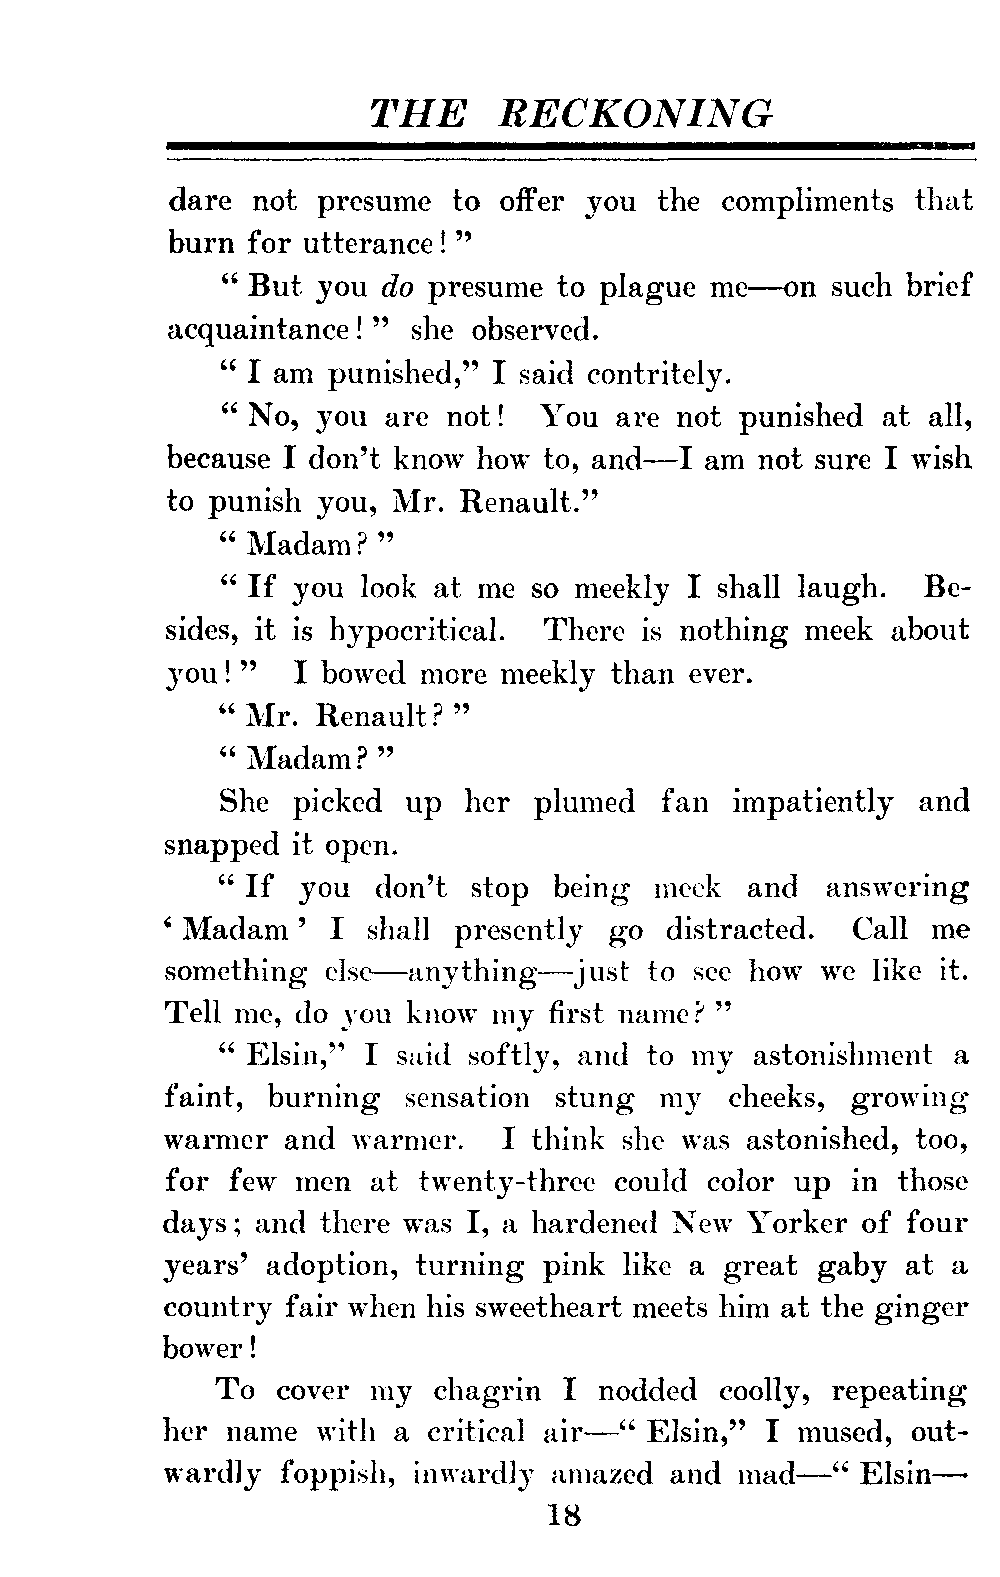 THE RECKONING
dare not presume to offer you the compliments that
burn for utterance!”
“But you do presume to plague me—on such brief
acquaintance!” she observed.
“I am punished,” I said contritely.
“No, you are not! You are not punished at all,
because I don’t know how to, and—I am not sure I wish
to punish you, Mr. Renault.”
“Madam?”
“If you look at me so meekly I shall laugh. Be-
sides, it is hypocritical. There is nothing meek about
you!” I bowed more meekly than ever.
“Mr. Renault?”
“Madam?”
She picked up her plumed fan impatiently and
snapped it open.
“If you don’t stop being meek and answering
‘Madam’ I shall presently go distracted. Call me
something else—anything—just to see how we like it.
Tell me, do you know my first name?”
“Elsin,” I said softly, and to my astonishment a
faint, burning sensation stung my cheeks, growing
warmer and warmer. I think she was astonished, too,
for few men at twenty-three could color up in those
days; and there was I, a hardened New Yorker of four
years’ adoption, turning pink like a great gaby at a
country fair when his sweetheart meets him at the ginger
bower!
To cover my chagrin I nodded coolly, repeating
her name with a critical air—“Elsin,” I mused, out-
wardly foppish, inwardly amazed and mad—“Elsin—
18